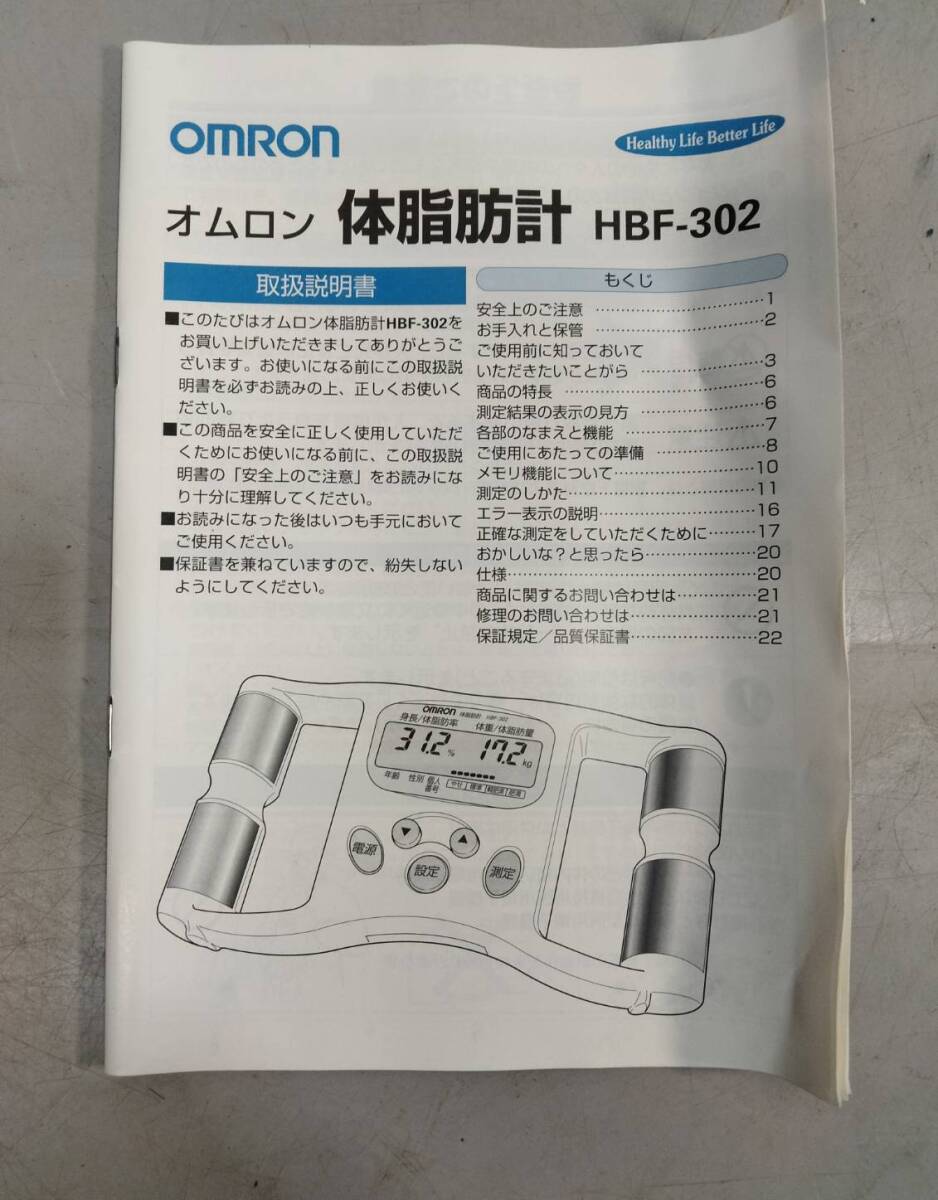 OMRON
Healthy Life Better Life
オムロン 体脂肪計 HBF-302
取扱説明書
■このたびはオムロン体脂肪計HBF-302を
お買い上げいただきましてありがとうご
ざいます。お使いになる前にこの取扱説
明書を必ずお読みの上、正しくお使いく
ださい。
■この商品を安全に正しく使用していただ
くためにお使いになる前に、この取扱説
明書の「安全上のご注意」をお読みにな
り十分に理解してください。
■お読みになった後はいつも手元において
ご使用ください。
■保証書を兼ねていますので、紛失しない
ようにしてください。
もくじ
安全上のご注意 ……………………1
お手入れと保管 ……………………2
ご使用前に知っておいて
いただきたいことがら ……………3
商品の特長 …………………………6
測定結果の表示の見方 ……………6
各部のなまえと機能 ………………7
ご使用にあたっての準備 …………8
メモリ機能について………………10
測定のしかた………………………11
エラー表示の説明…………………16
正確な測定をしていただくために………17
おかしいな？と思ったら…………20
仕様…………………………………20
商品に関するお問い合わせは……21
修理のお問い合わせは……………21
保証規定／品質保証書……………22
OMRON 体脂肪計 HBF-302
身長/体脂肪率 体重/体脂肪量
31.2 % 17.2 kg
年齢 性別 個人番号
やせ 標準 軽肥満 肥満
電源 ▼ 設定 ▲ 測定